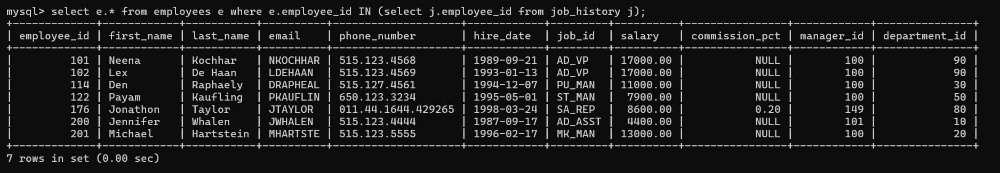 mysql> select e.* from employees e where e.employee_id IN (select j.employee_id from job_history j);
+-------------+------------+-----------+----------+--------------------+------------+---------+----------+----------------+------------+---------------+
| employee_id | first_name | last_name | email    | phone_number       | hire_date  | job_id  | salary   | commission_pct | manager_id | department_id |
+-------------+------------+-----------+----------+--------------------+------------+---------+----------+----------------+------------+---------------+
|         101 | Neena      | Kochhar   | NKOCHHAR | 515.123.4568       | 1989-09-21 | AD_VP   | 17000.00 |           NULL |        100 |            90 |
|         102 | Lex        | De Haan   | LDEHAAN  | 515.123.4569       | 1993-01-13 | AD_VP   | 17000.00 |           NULL |        100 |            90 |
|         114 | Den        | Raphaely  | DRAPHEAL | 515.127.4561       | 1994-12-07 | PU_MAN  | 11000.00 |           NULL |        100 |            30 |
|         122 | Payam      | Kaufling  | PKAUFLIN | 650.123.3234       | 1995-05-01 | ST_MAN  |  7900.00 |           NULL |        100 |            50 |
|         176 | Jonathon   | Taylor    | JTAYLOR  | 011.44.1644.429265 | 1998-03-24 | SA_REP  |  8600.00 |           0.20 |        149 |            80 |
|         200 | Jennifer   | Whalen    | JWHALEN  | 515.123.4444       | 1987-09-17 | AD_ASST |  4400.00 |           NULL |        101 |            10 |
|         201 | Michael    | Hartstein | MHARTSTE | 515.123.5555       | 1996-02-17 | MK_MAN  | 13000.00 |           NULL |        100 |            20 |
+-------------+------------+-----------+----------+--------------------+------------+---------+----------+----------------+------------+---------------+
7 rows in set (0.00 sec)